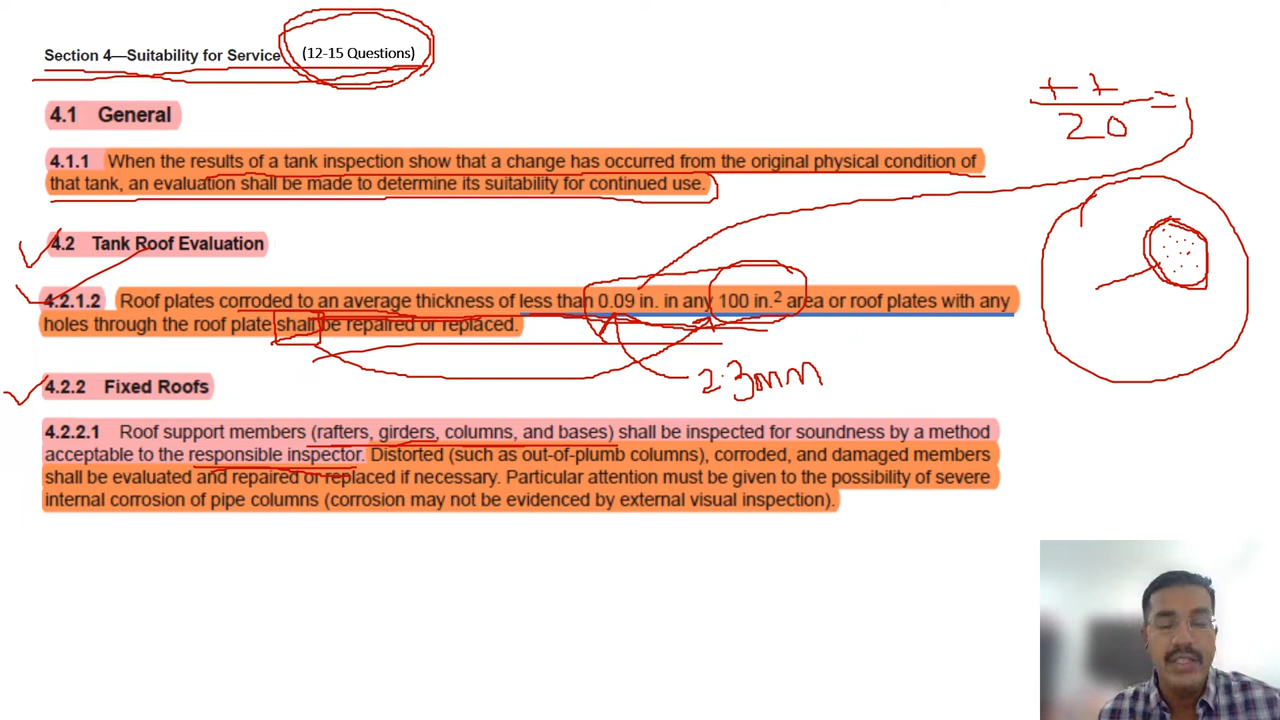 Section 4—Suitability for Service (12-15 Questions)
4.1 General
4.1.1 When the results of a tank inspection show that a change has occurred from the original physical condition of
that tank, an evaluation shall be made to determine its suitability for continued use.
4.2 Tank Roof Evaluation
4.2.1.2 Roof plates corroded to an average thickness of less than 0.09 in. in any 100 in.² area or roof plates with any
holes through the roof plate shall be repaired or replaced.
2.3mm
4.2.2 Fixed Roofs
4.2.2.1 Roof support members (rafters, girders, columns, and bases) shall be inspected for soundness by a method
acceptable to the responsible inspector. Distorted (such as out-of-plumb columns), corroded, and damaged members
shall be evaluated and repaired or replaced if necessary. Particular attention must be given to the possibility of severe
internal corrosion of pipe columns (corrosion may not be evidenced by external visual inspection).
+ +
20
=